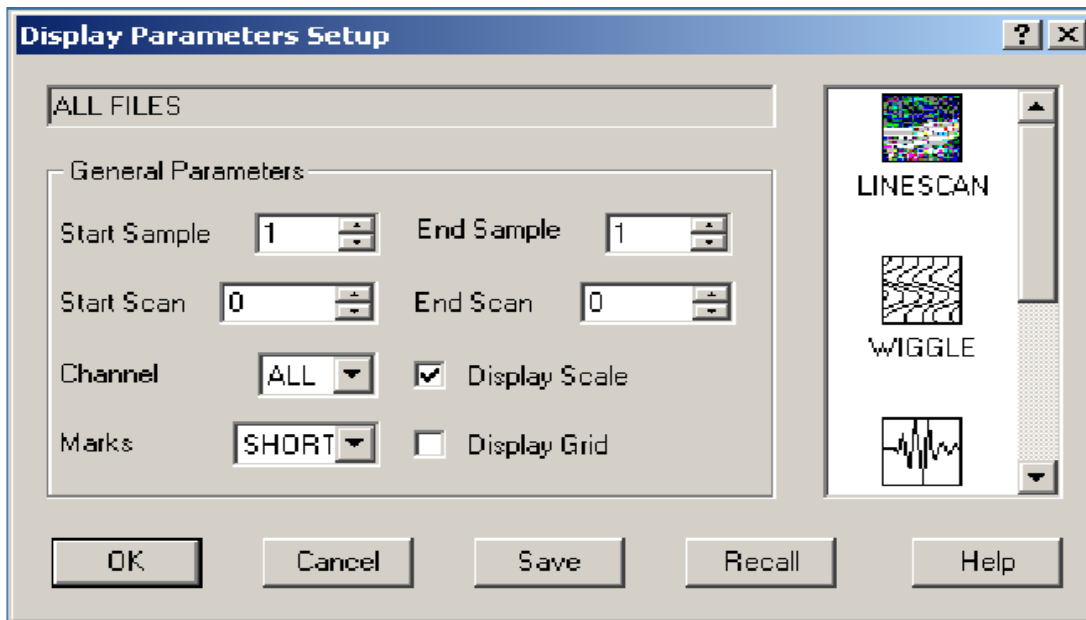 Display Parameters Setup
ALL FILES
General Parameters
Start Sample 1 End Sample 1
Start Scan 0 End Scan 0
Channel ALL Display Scale
Marks SHORT Display Grid
LINESCAN
WIGGLE
OK Cancel Save Recall Help